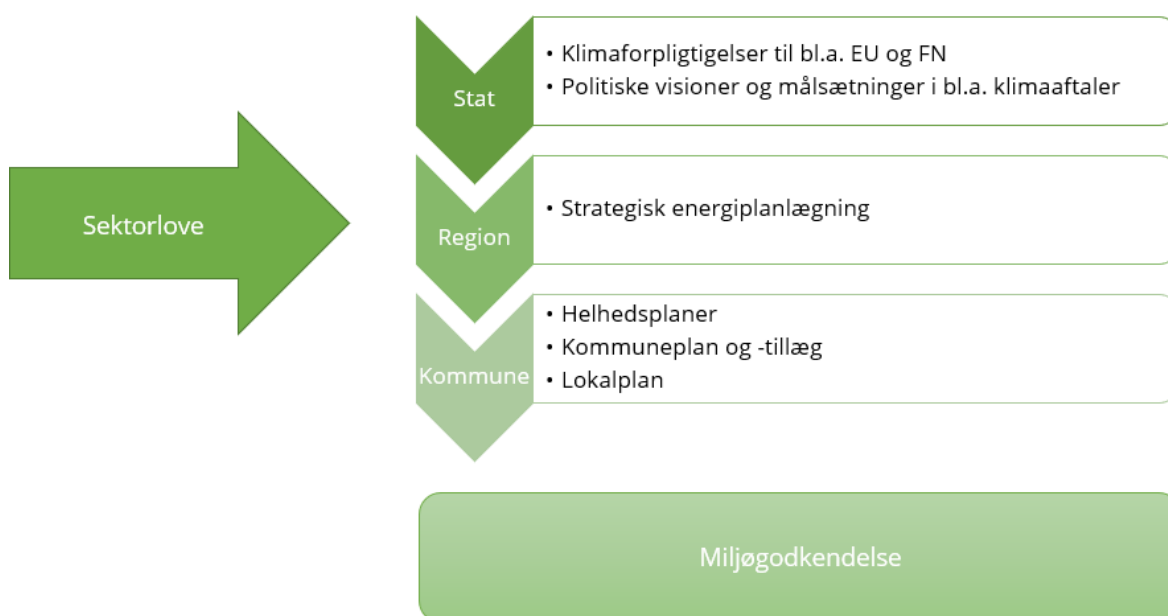 Sektorlove
Stat
• Klimaforpligtigelser til bl.a. EU og FN
• Politiske visioner og målsætninger i bl.a. klimaaftaler
Region
• Strategisk energiplanlægning
Kommune
• Helhedsplaner
• Kommuneplan og -tillæg
• Lokalplan
Miljøgodkendelse